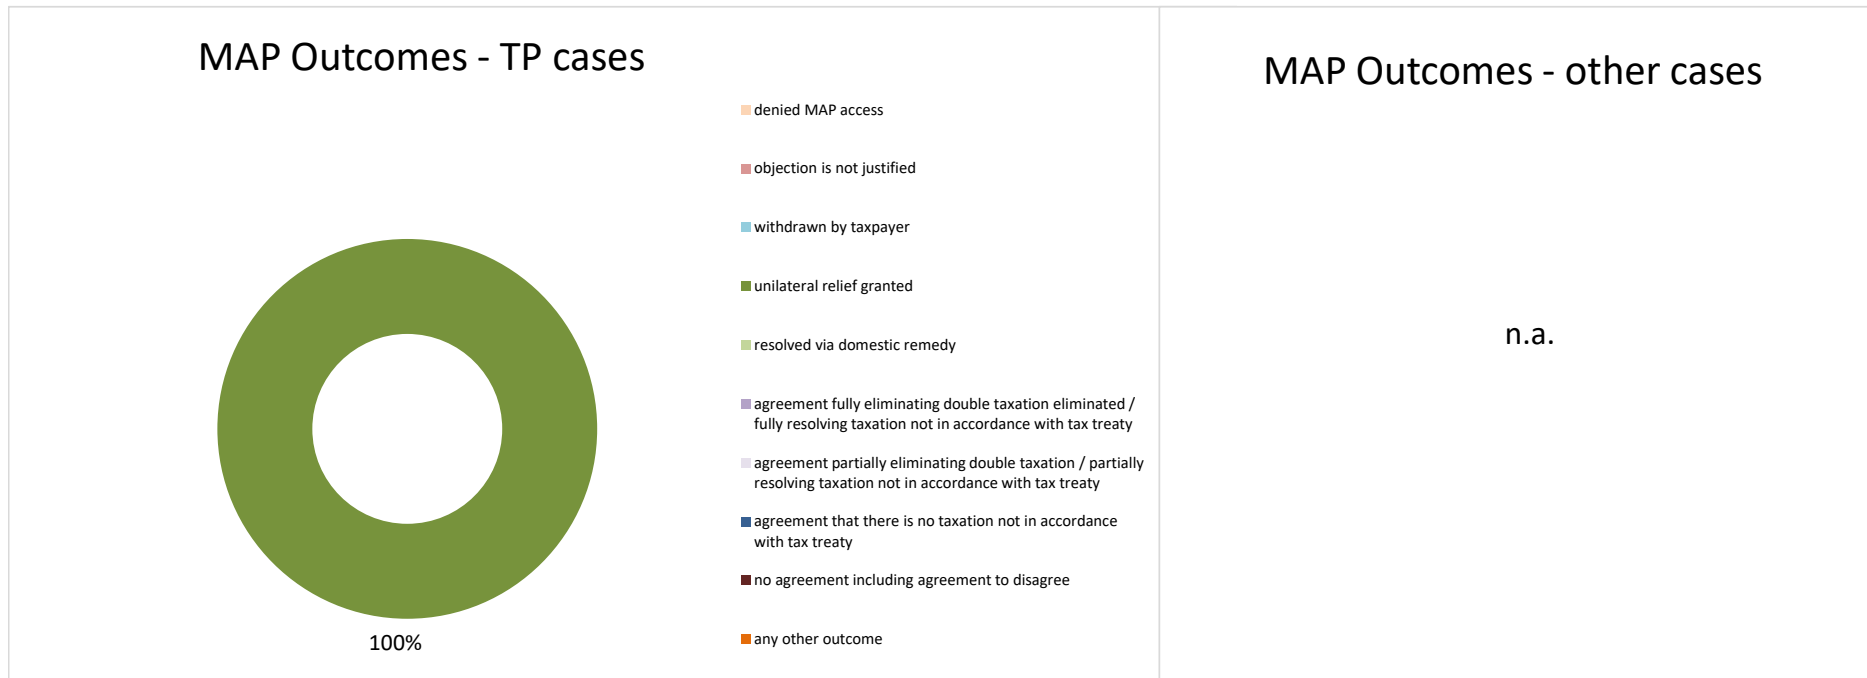 MAP Outcomes - TP cases
denied MAP access
objection is not justified
withdrawn by taxpayer
unilateral relief granted
resolved via domestic remedy
agreement fully eliminating double taxation eliminated /
fully resolving taxation not in accordance with tax treaty
agreement partially eliminating double taxation / partially
resolving taxation not in accordance with tax treaty
agreement that there is no taxation not in accordance
with tax treaty
no agreement including agreement to disagree
any other outcome
100%
MAP Outcomes - other cases
n.a.